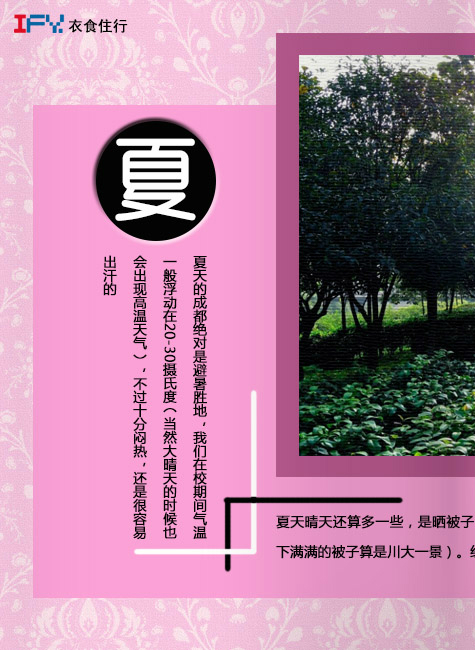 IFY. 衣食住行
夏
夏天的成都绝对是避暑胜地，我们在校期间气温
一般浮动在20-30摄氏度（当然大晴天的时候也
会出现高温天气），不过十分闷热，还是很容易
出汗的
夏天晴天还算多一些，是晒被子
下满满的被子算是川大一景）。